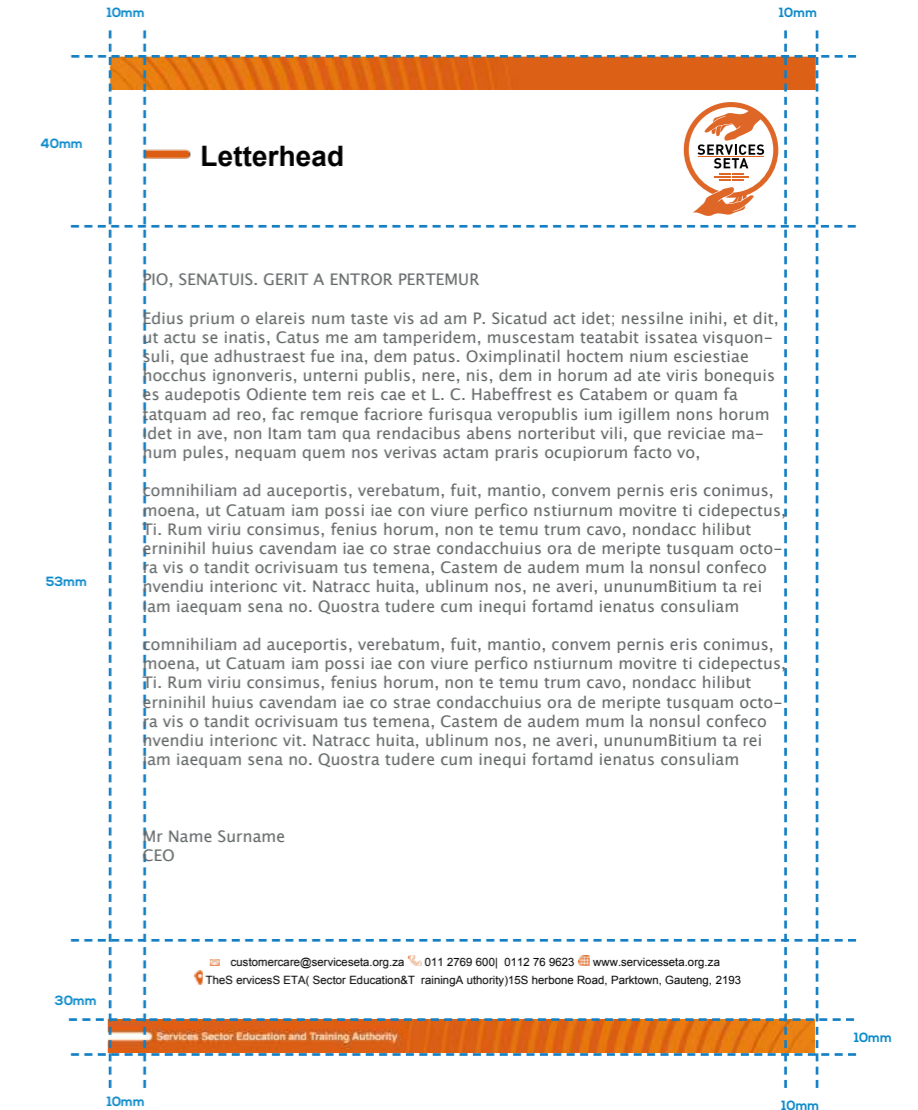 10mm 10mm
40mm
Letterhead
SERVICES
SETA
PIO, SENATUIS. GERIT A ENTROR PERTEMUR
Edius prium o elareis num taste vis ad am P. Sicatud act idet; nessilne inihi, et dit,
ut actu se inatis, Catus me am tamperidem, muscestam teatabit issatea visquon-
suli, que adhustraest fue ina, dem patus. Oximplinatil hoctem nium esciestiae
nocchus ignonveris, unterni publis, nere, nis, dem in horum ad ate viris bonequis
es audepotis Odiente tem reis cae et L. C. Habeffrest es Catabem or quam fa
tatquam ad reo, fac remque facriore furisqua veropublis ium igillem nons horum
idet in ave, non Itam tam qua rendacibus abens norteribut vili, que reviciae ma-
num pules, nequam quem nos verivas actam praris ocupiorum facto vo,
comnihiliam ad auceportis, verebatum, fuit, mantio, convem pernis eris conimus,
moena, ut Catuam iam possi iae con viure perfico nstiurnum movitre ti cidepectus,
Ti. Rum viriu consimus, fenius horum, non te temu trum cavo, nondacc hilibut
erninihil huius cavendam iae co strae condacchuius ora de meripte tusquam octo-
ra vis o tandit ocrivisuam tus temena, Castem de audem mum la nonsul confeco
nvendiu interionc vit. Natracc huita, ublinum nos, ne averi, ununumBitium ta rei
iam iaequam sena no. Quostra tudere cum inequi fortamd ienatus consuliam
53mm
comnihiliam ad auceportis, verebatum, fuit, mantio, convem pernis eris conimus,
moena, ut Catuam iam possi iae con viure perfico nstiurnum movitre ti cidepectus,
Ti. Rum viriu consimus, fenius horum, non te temu trum cavo, nondacc hilibut
erninihil huius cavendam iae co strae condacchuius ora de meripte tusquam octo-
ra vis o tandit ocrivisuam tus temena, Castem de audem mum la nonsul confeco
nvendiu interionc vit. Natracc huita, ublinum nos, ne averi, ununumBitium ta rei
iam iaequam sena no. Quostra tudere cum inequi fortamd ienatus consuliam
Mr Name Surname
CEO
customercare@serviceseta.org.za 011 2769 600| 0112 76 9623 www.servicesseta.org.za
TheS ervicesS ETA( Sector Education&T rainingA uthority)15S herbone Road, Parktown, Gauteng, 2193
30mm
Services Sector Education and Training Authority
10mm
10mm 10mm